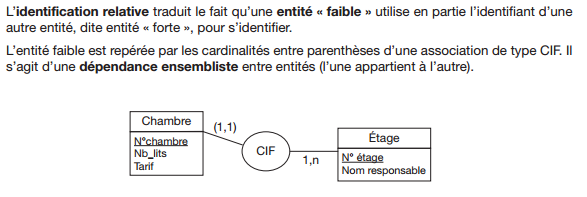 L'identification relative traduit le fait qu'une entité « faible » utilise en partie l'identifiant d'une
autre entité, dite entité « forte », pour s'identifier.
L'entité faible est repérée par les cardinalités entre parenthèses d'une association de type CIF. Il
s'agit d'une dépendance ensembliste entre entités (l'une appartient à l'autre).
Chambre
N°chambre
Nb_lits
Tarif
(1,1)
CIF
1,n
Étage
N° étage
Nom responsable